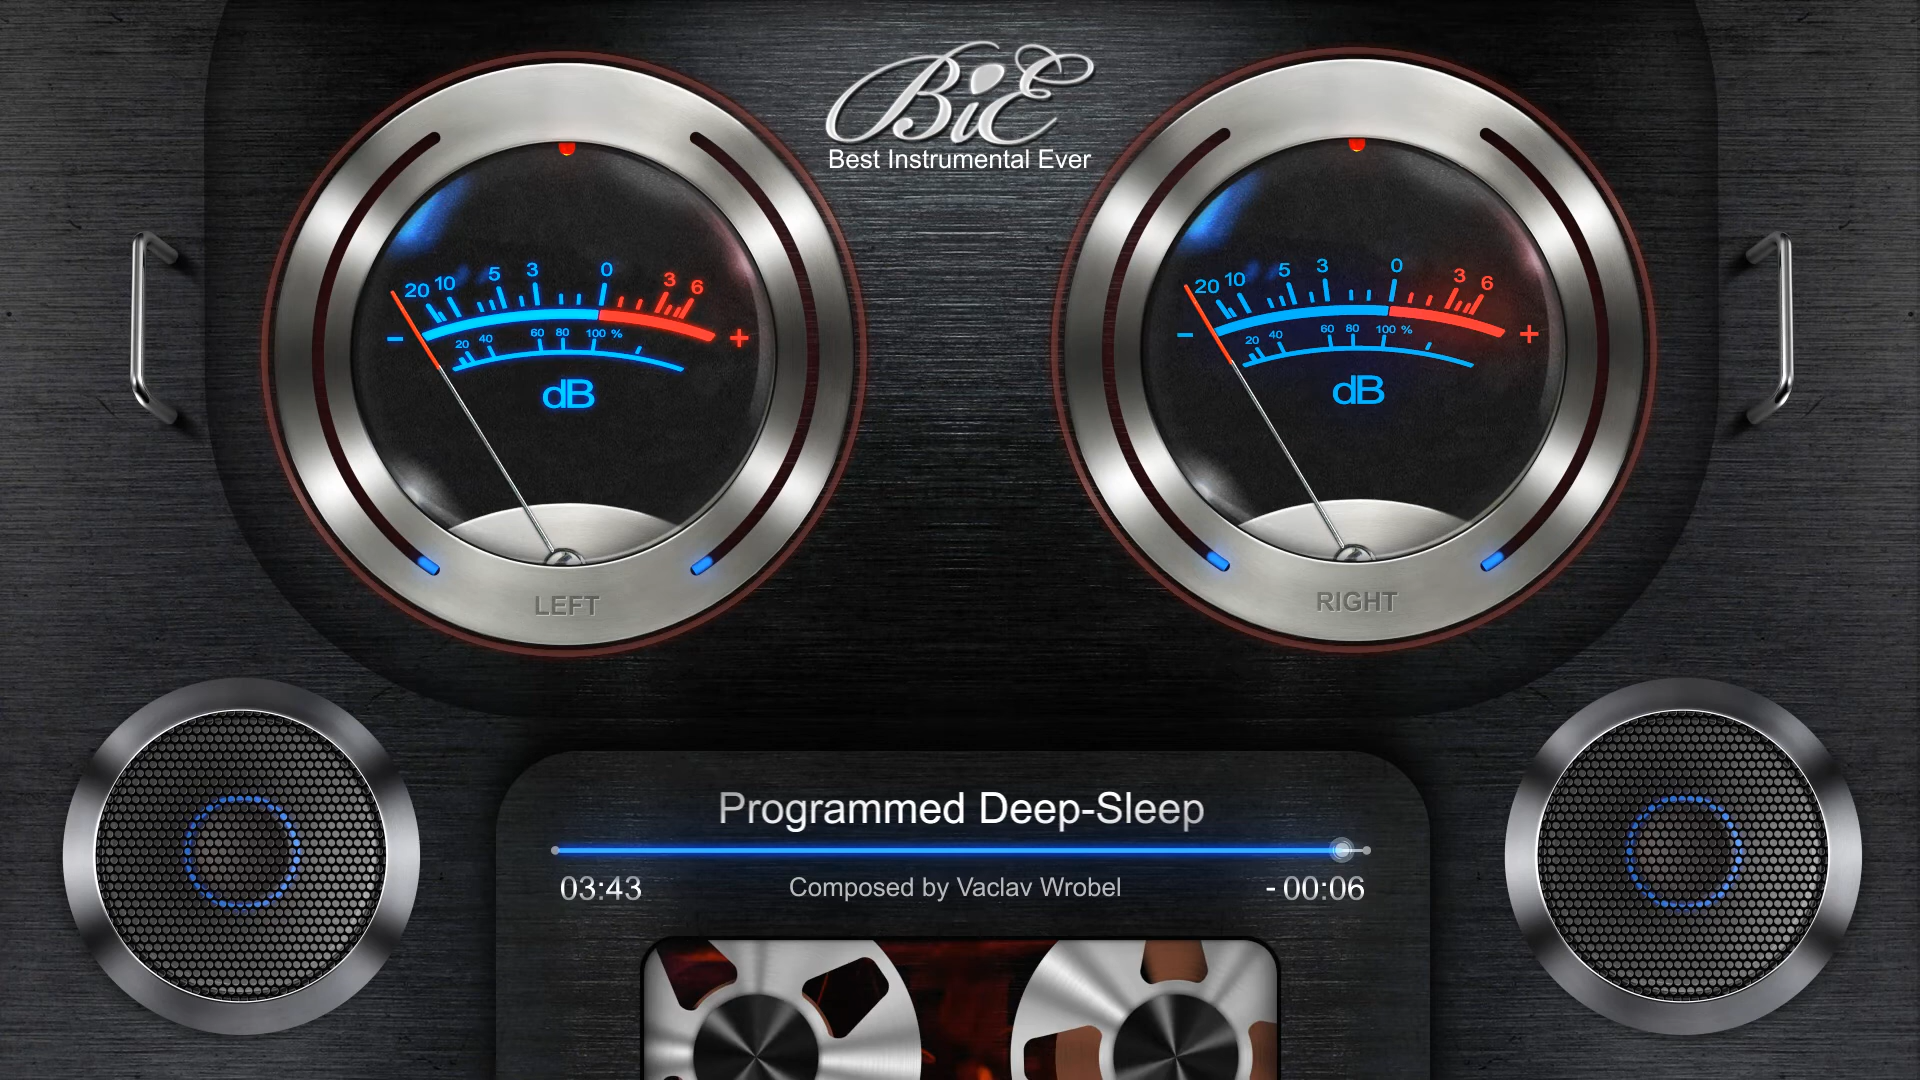 BiE
Best Instrumental Ever
20 10 5 3 0 3 6
- +
20 40 60 80 100 %
dB
LEFT
20 10 5 3 0 3 6
- +
20 40 60 80 100 %
dB
RIGHT
Programmed Deep-Sleep
03:43 Composed by Vaclav Wrobel - 00:06